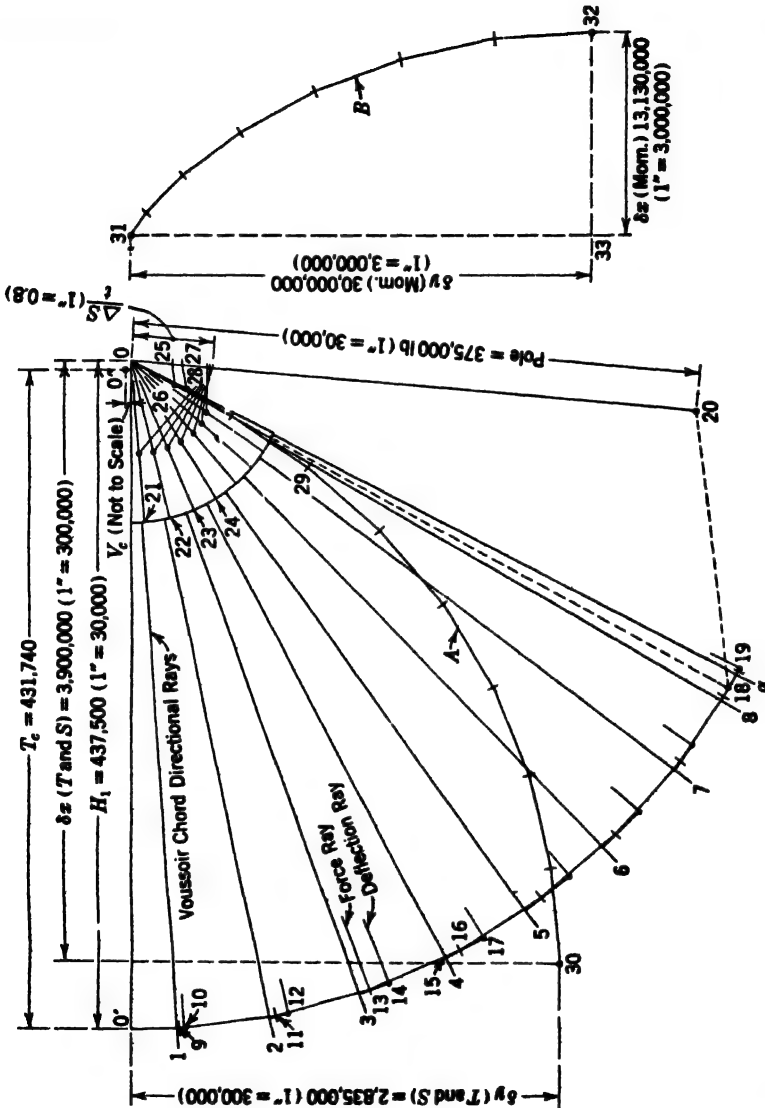 T_c = 431,740
δx (T and S) = 3,900,000 (1″ = 300,000)
H_1 = 437,500 (1″ = 30,000)
V_c (Not to Scale)
0″
0″
0
ΔS/t (1″ = 0.8)
Voussoir Chord Directional Rays
Force Ray
Deflection Ray
δy (T and S) = 2,835,000 (1″ = 300,000)
Pole = 375,000 lb (1″ = 30,000)
1
2
3
4
5
6
7
8
9
10
11
12
13
14
15
16
17
18
19
20
21
22
23
24
25
26
27
28
29
30
A
31
32
33
B
δy (Mom.) 30,000,000
(1″ = 3,000,000)
δx (Mom.) 13,130,000
(1″ = 3,000,000)